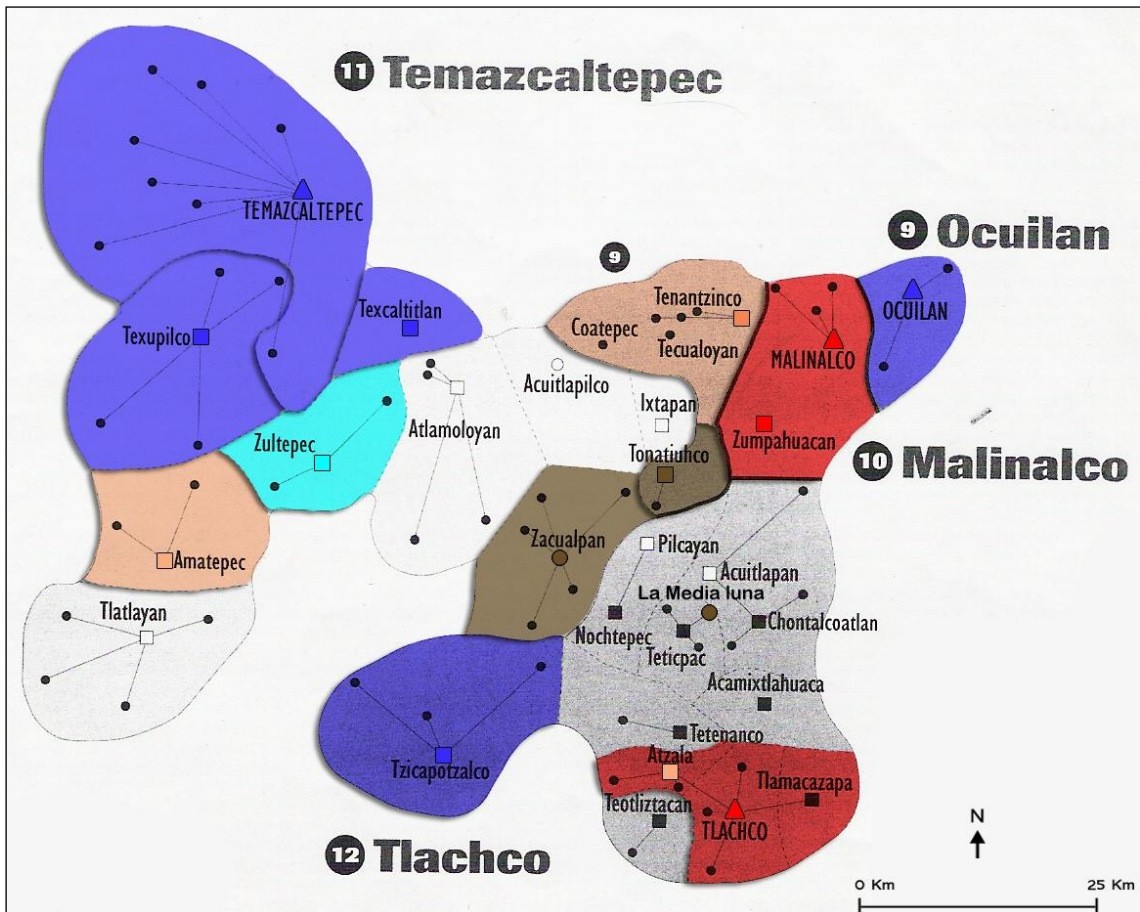 11 Temazcaltepec
TEMAZCALTEPEC
9 Ocuilan
9
Tenantzinco
Coatepec
Tecualoyan
OCUILAN
MALINALCO
Texcaltitlan
Texupilco
Acuitlapilco
Ixtapan
Atlamoloyan
Zultepec
Zumpahuacan
Tonatiuhco
10 Malinalco
Amatepec
Zacualpan
Pilcayan
Acuitlapan
La Media luna
Tlatlayan
Nochtepec
Chontalcoatlan
Teticpac
Acamixtlahuaca
Tetenanco
Tzicapotzalco
Atzala
Tlamacazapa
Teotliztacan
TLACHCO
12 Tlachco
N
0 Km
25 Km